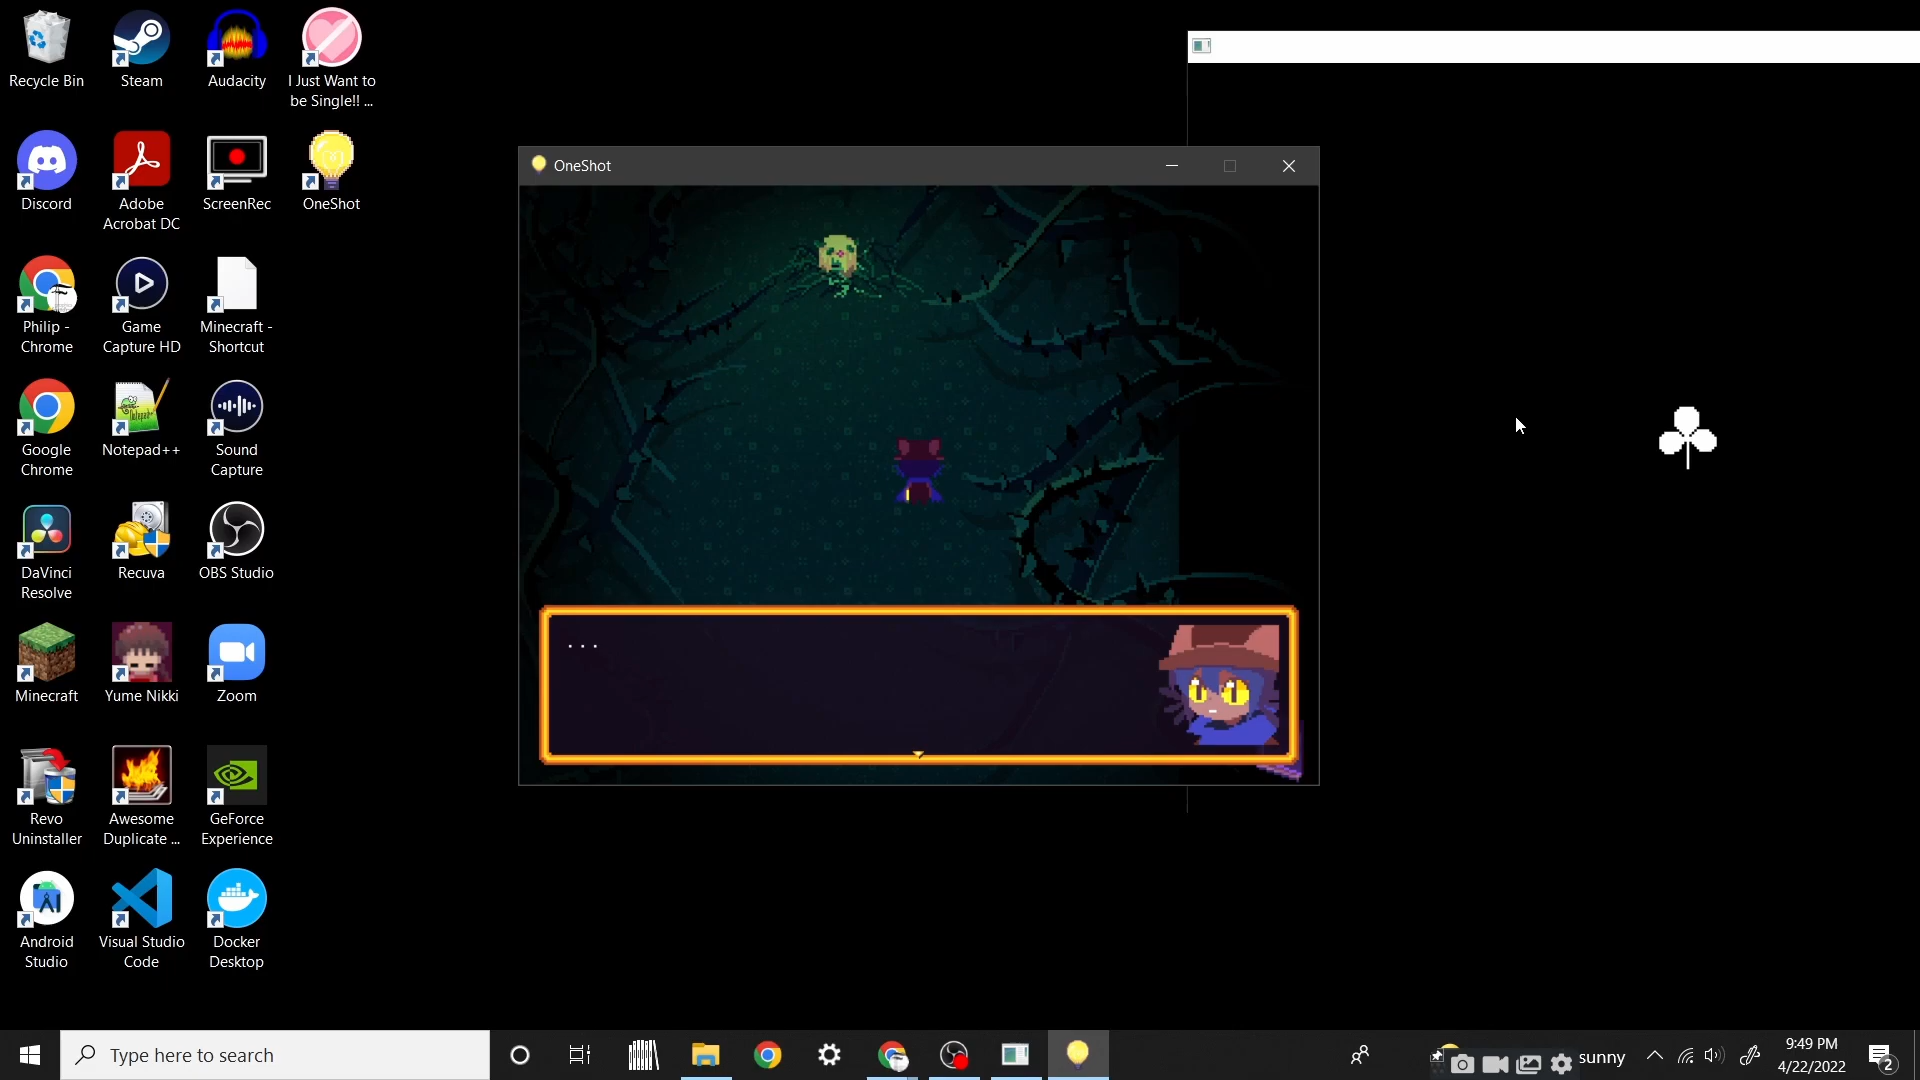 Recycle Bin
Steam
Audacity
I Just Want to
be Single!! ...
Discord
Adobe
Acrobat DC
ScreenRec
OneShot
Philip -
Chrome
Game
Capture HD
Minecraft -
Shortcut
Google
Chrome
Notepad++
Sound
Capture
DaVinci
Resolve
Recuva
OBS Studio
Minecraft
Yume Nikki
Zoom
Revo
Uninstaller
Awesome
Duplicate ...
GeForce
Experience
Android
Studio
Visual Studio
Code
Docker
Desktop
OneShot
...
Type here to search
sunny
9:49 PM
4/22/2022
2